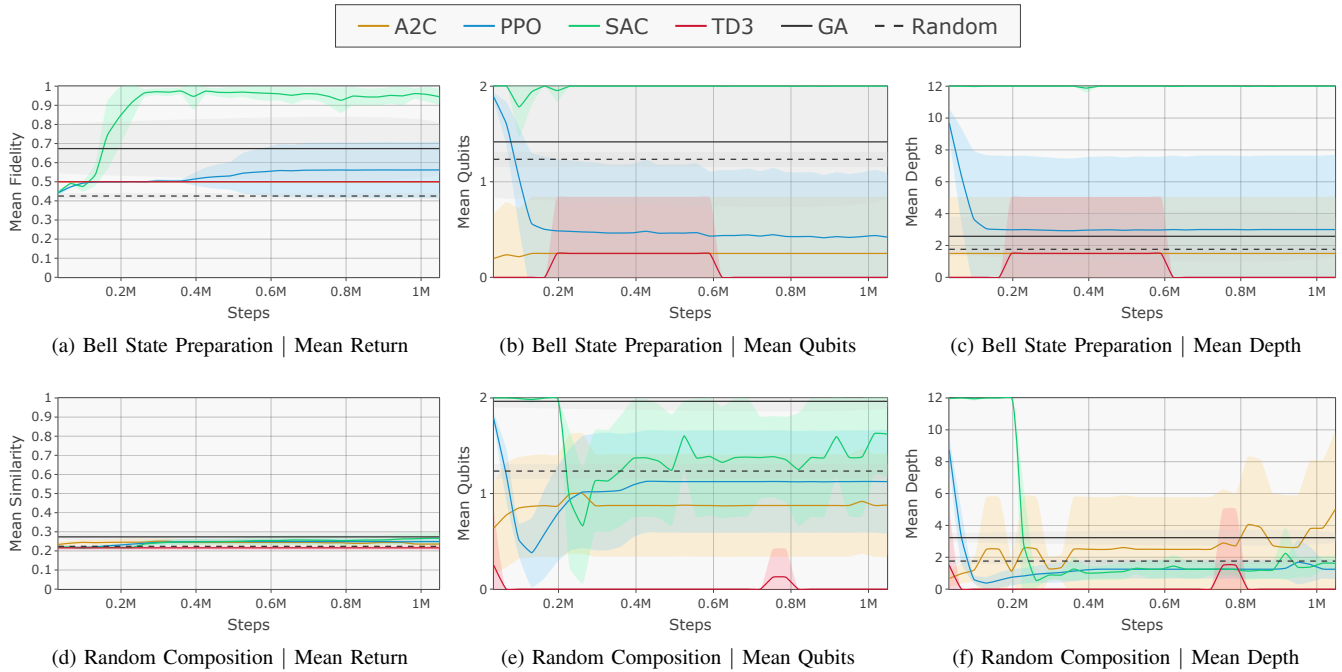 A2C PPO SAC TD3 GA Random
Mean Fidelity
1
0.9
0.8
0.7
0.6
0.5
0.4
0.3
0.2
0.1
0
0.2M 0.4M 0.6M 0.8M 1M
Steps
(a) Bell State Preparation | Mean Return
Mean Qubits
2
1
0
0.2M 0.4M 0.6M 0.8M 1M
Steps
(b) Bell State Preparation | Mean Qubits
Mean Depth
12
10
8
6
4
2
0
0.2M 0.4M 0.6M 0.8M 1M
Steps
(c) Bell State Preparation | Mean Depth
Mean Similarity
1
0.9
0.8
0.7
0.6
0.5
0.4
0.3
0.2
0.1
0
0.2M 0.4M 0.6M 0.8M 1M
Steps
(d) Random Composition | Mean Return
Mean Qubits
2
1
0
0.2M 0.4M 0.6M 0.8M 1M
Steps
(e) Random Composition | Mean Qubits
Mean Depth
12
10
8
6
4
2
0
0.2M 0.4M 0.6M 0.8M 1M
Steps
(f) Random Composition | Mean Depth